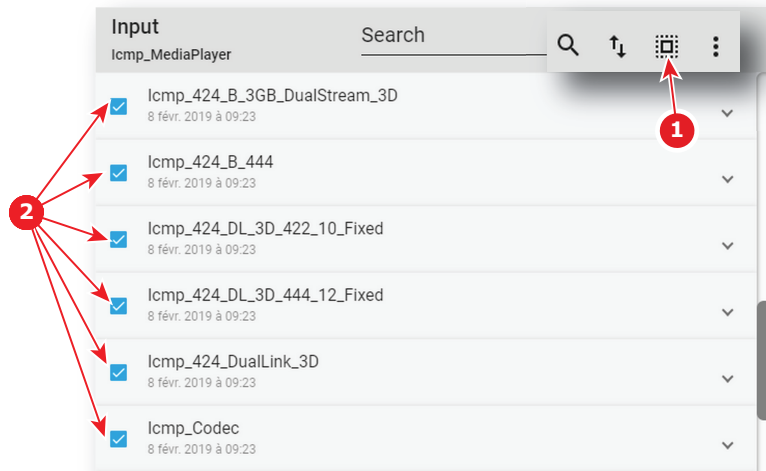 Input
Icmp_MediaPlayer
Search
1
Icmp_424_B_3GB_DualStream_3D
8 févr. 2019 à 09:23
Icmp_424_B_444
8 févr. 2019 à 09:23
2
Icmp_424_DL_3D_422_10_Fixed
8 févr. 2019 à 09:23
Icmp_424_DL_3D_444_12_Fixed
8 févr. 2019 à 09:23
Icmp_424_DualLink_3D
8 févr. 2019 à 09:23
Icmp_Codec
8 févr. 2019 à 09:23